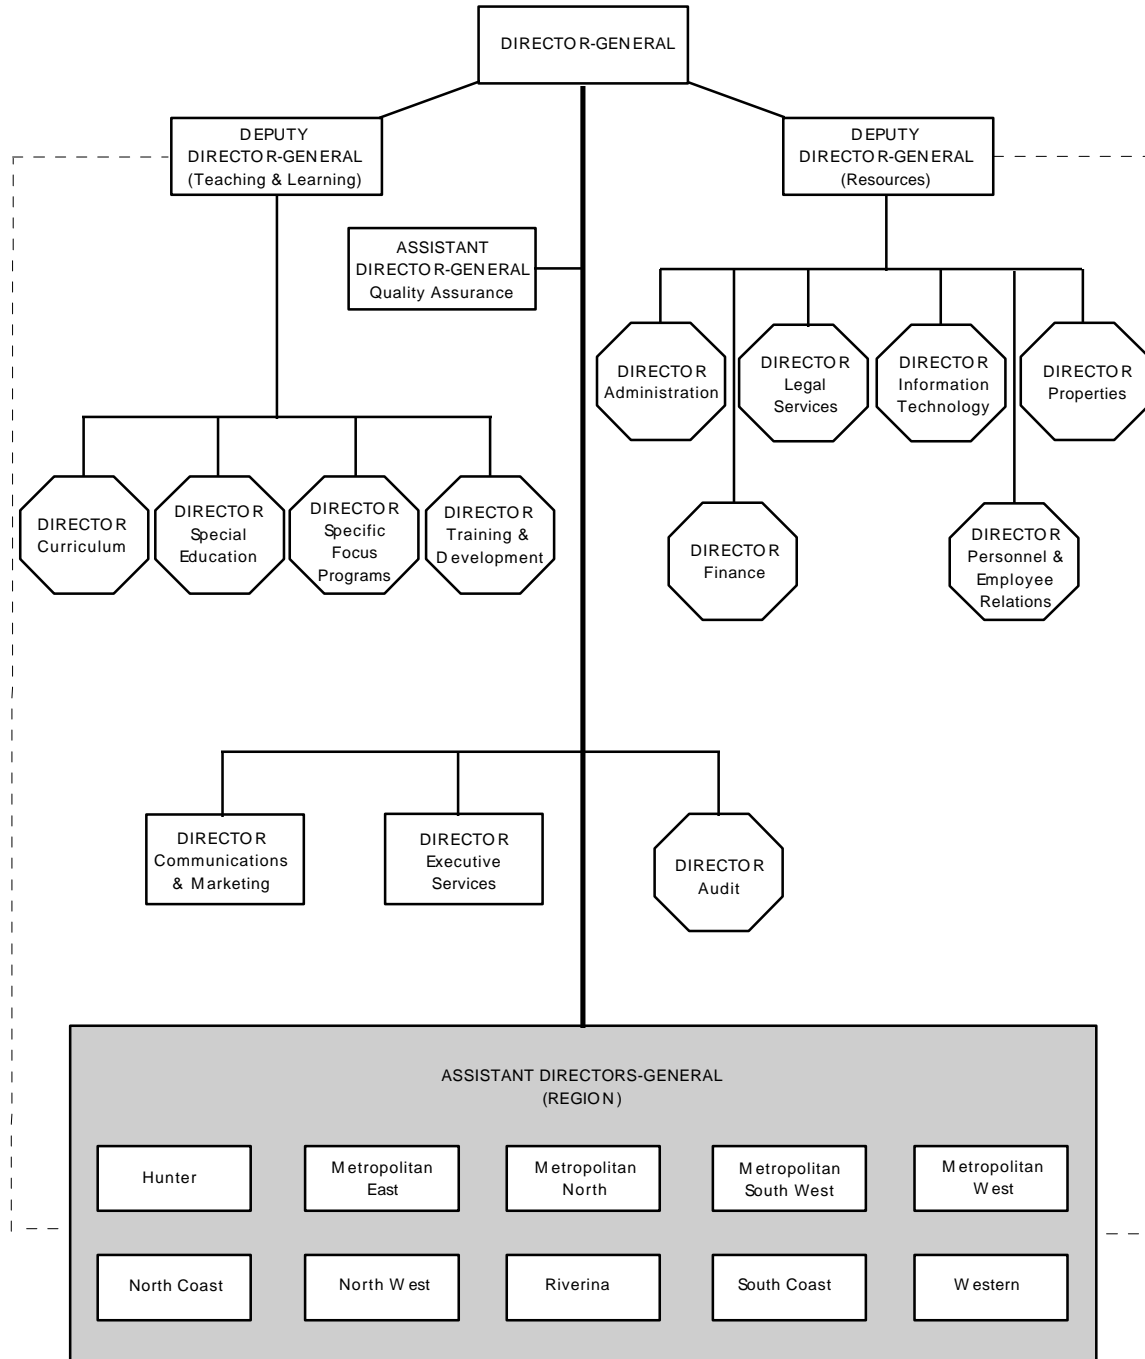 DIRECTOR-GENERAL
DEPUTY
DIRECTOR-GENERAL
(Teaching & Learning)
DEPUTY
DIRECTOR-GENERAL
(Resources)
ASSISTANT
DIRECTOR-GENERAL
Quality Assurance
DIRECTOR
Administration
DIRECTOR
Legal
Services
DIRECTOR
Information
Technology
DIRECTOR
Properties
DIRECTOR
Curriculum
DIRECTOR
Special
Education
DIRECTOR
Specific
Focus
Programs
DIRECTOR
Training &
Development
DIRECTOR
Finance
DIRECTOR
Personnel &
Employee
Relations
DIRECTOR
Communications
& Marketing
DIRECTOR
Executive
Services
DIRECTOR
Audit
ASSISTANT DIRECTORS-GENERAL
(REGION)
Hunter
Metropolitan
East
Metropolitan
North
Metropolitan
South West
Metropolitan
West
North Coast
North West
Riverina
South Coast
Western